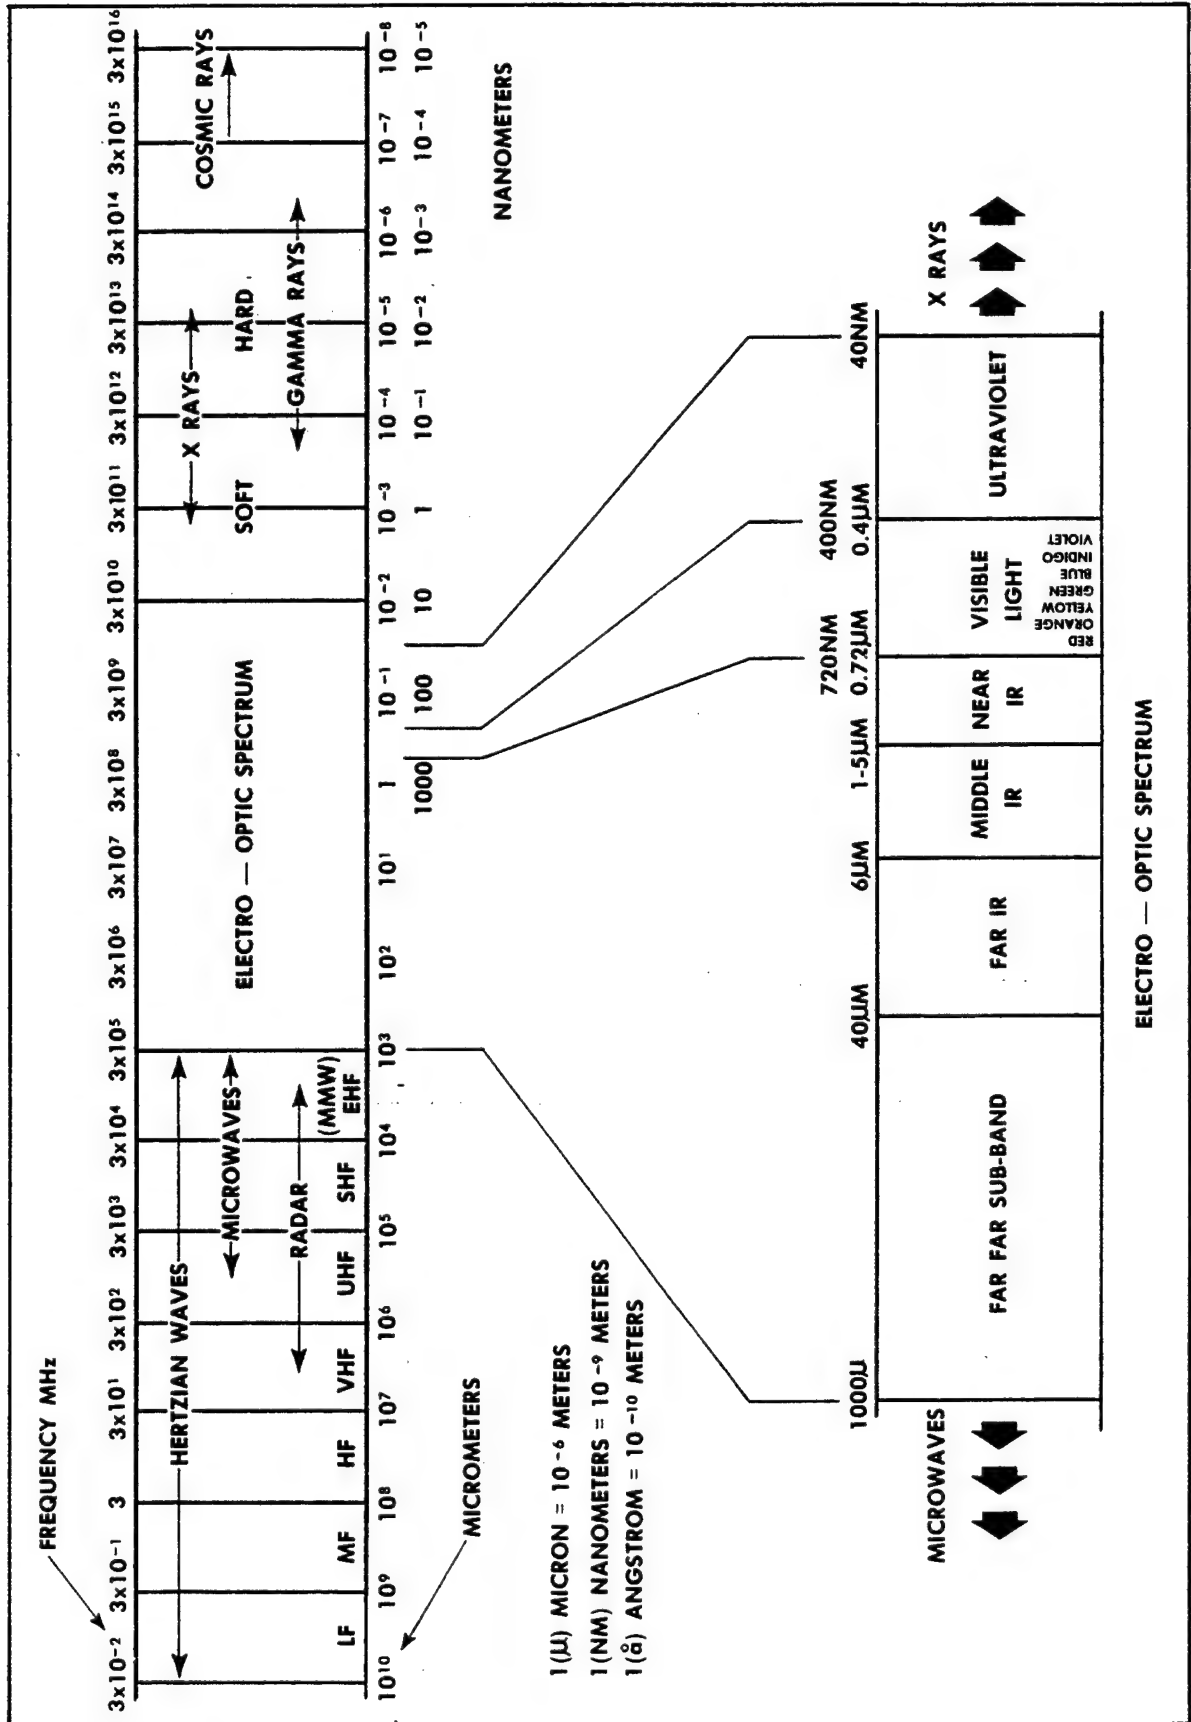 FREQUENCY MHz
3x10-2 3x10-1 3 3x10¹ 3x10² 3x10³ 3x10⁴ 3x10⁵ 3x10⁶ 3x10⁷ 3x10⁸ 3x10⁹ 3x10¹⁰ 3x10¹¹ 3x10¹² 3x10¹³ 3x10¹⁴ 3x10¹⁵ 3x10¹⁶
HERTZIAN WAVES
X RAYS
COSMIC RAYS
MICROWAVES
ELECTRO — OPTIC SPECTRUM
SOFT
HARD
RADAR
GAMMA RAYS
(MMW)
LF MF HF VHF UHF SHF EHF
10¹⁰ 10⁹ 10⁸ 10⁷ 10⁶ 10⁵ 10⁴ 10³ 10² 10¹ 1 10-1 10-2 10-3 10-4 10-5 10-6 10-7 10-8
1000 100 10 1 10-1 10-2 10-3 10-4 10-5
MICROMETERS
NANOMETERS
1(µ) MICRON = 10⁻⁶ METERS
1(NM) NANOMETERS = 10⁻⁹ METERS
1(å) ANGSTROM = 10⁻¹⁰ METERS
720NM 400NM
1000µ 40µM 6µM 1-5µM 0.72µM 0.4µM 40NM
MICROWAVES
X RAYS
FAR FAR SUB-BAND
FAR IR
MIDDLE
IR
NEAR
IR
VISIBLE
LIGHT
RED
ORANGE
YELLOW
GREEN
BLUE
INDIGO
VIOLET
ULTRAVIOLET
ELECTRO — OPTIC SPECTRUM